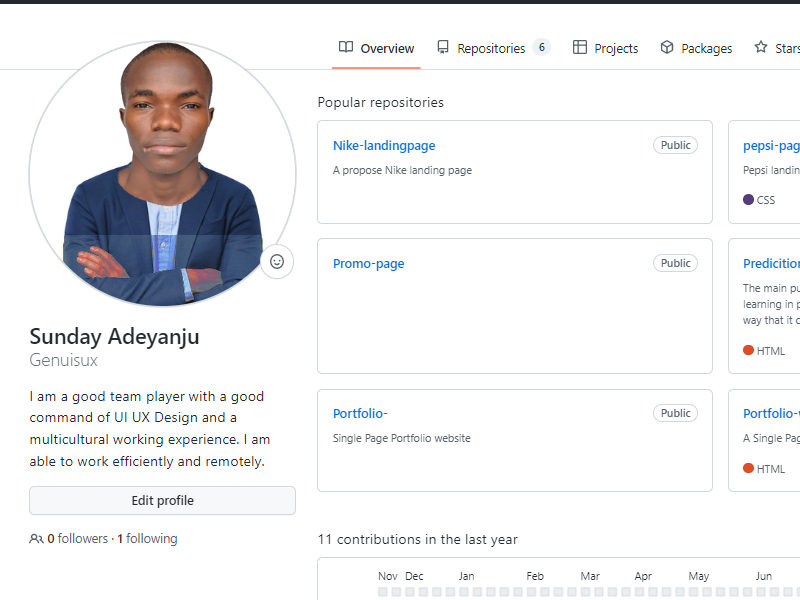 Overview Repositories 6 Projects Packages Stars
Popular repositories
Nike-landingpage Public
A propose Nike landing page
pepsi-pag
Pepsi landin
CSS
Promo-page Public
Predicition
The main pu
learning in p
way that it c
HTML
Portfolio- Public
Single Page Portfolio website
Portfolio-w
A Single Pag
HTML
Sunday Adeyanju
Genuisux
I am a good team player with a good
command of UI UX Design and a
multicultural working experience. I am
able to work efficiently and remotely.
Edit profile
0 followers · 1 following
11 contributions in the last year
Nov Dec Jan Feb Mar Apr May Jun